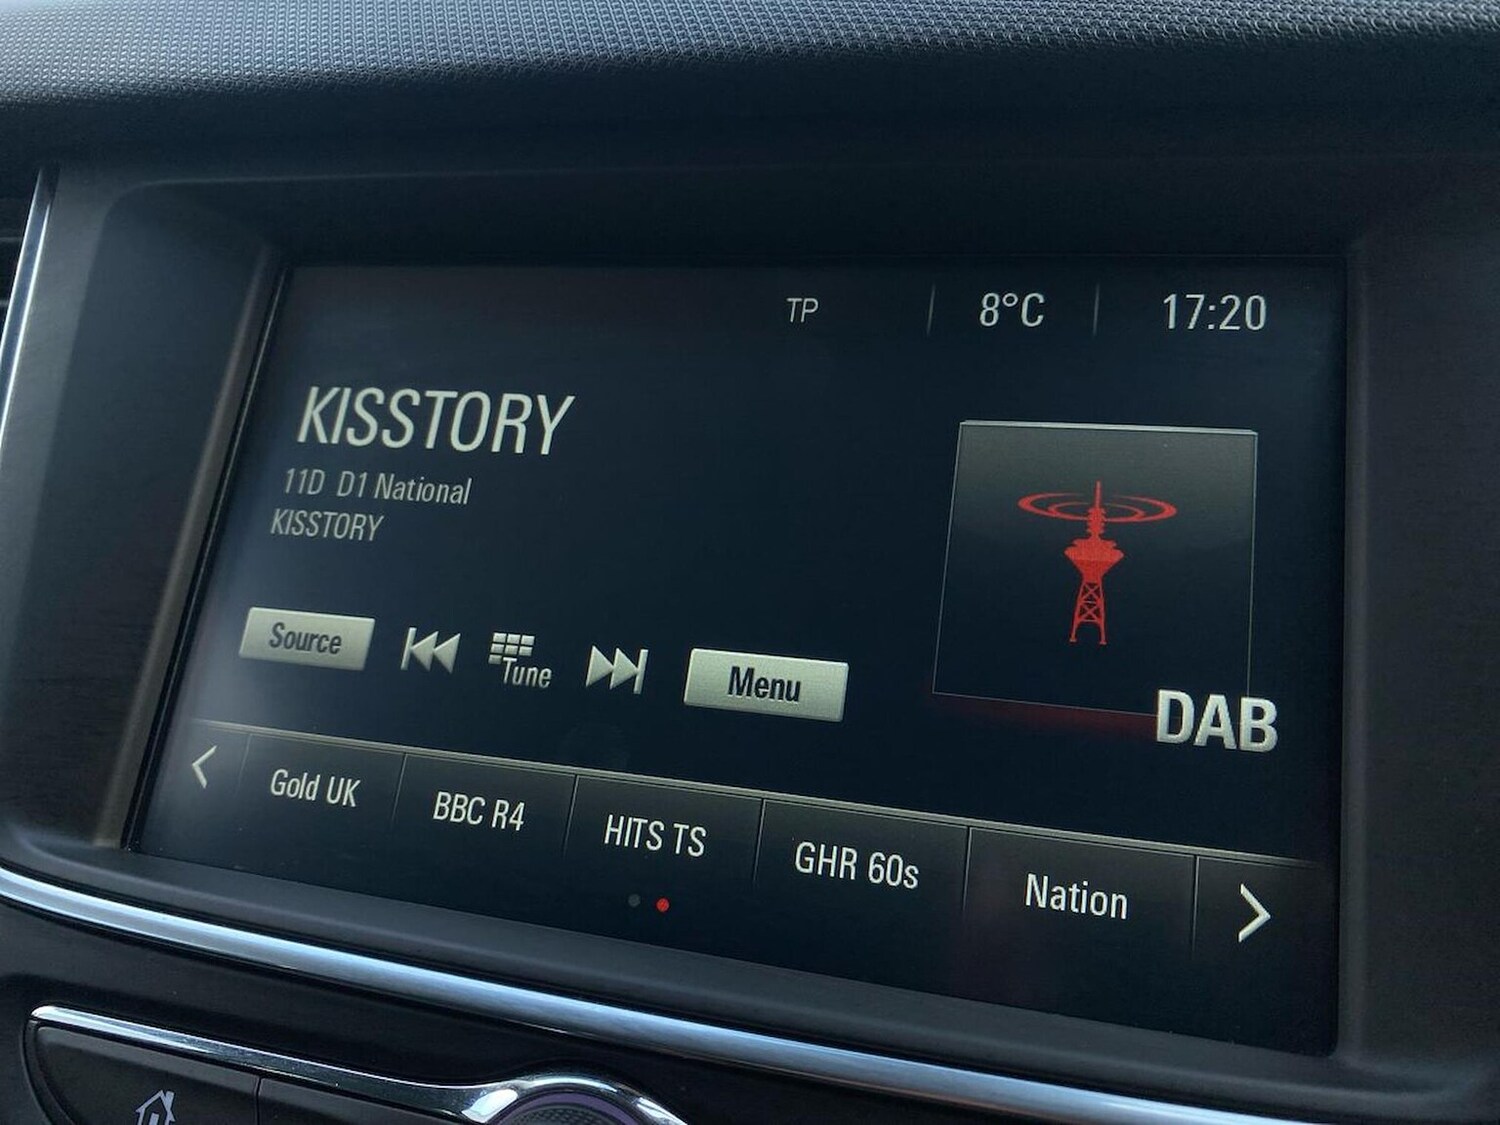 TP 8°C 17:20
KISSTORY
11D D1 National
KISSTORY
Source Tune Menu
DAB
Gold UK BBC R4 HITS TS GHR 60s Nation